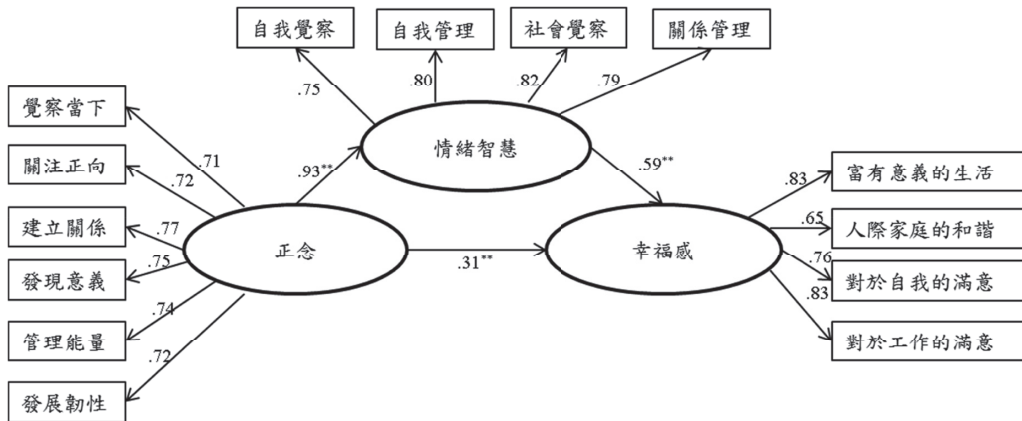 自我覺察
自我管理
社會覺察
關係管理
.75
.80
.82
.79
情緒智慧
覺察當下
關注正向
建立關係
發現意義
管理能量
發展韌性
.71
.72
.77
.75
.74
.72
正念
.93**
.59**
.31**
幸福感
.83
.65
.76
.83
富有意義的生活
人際家庭的和諧
對於自我的滿意
對於工作的滿意